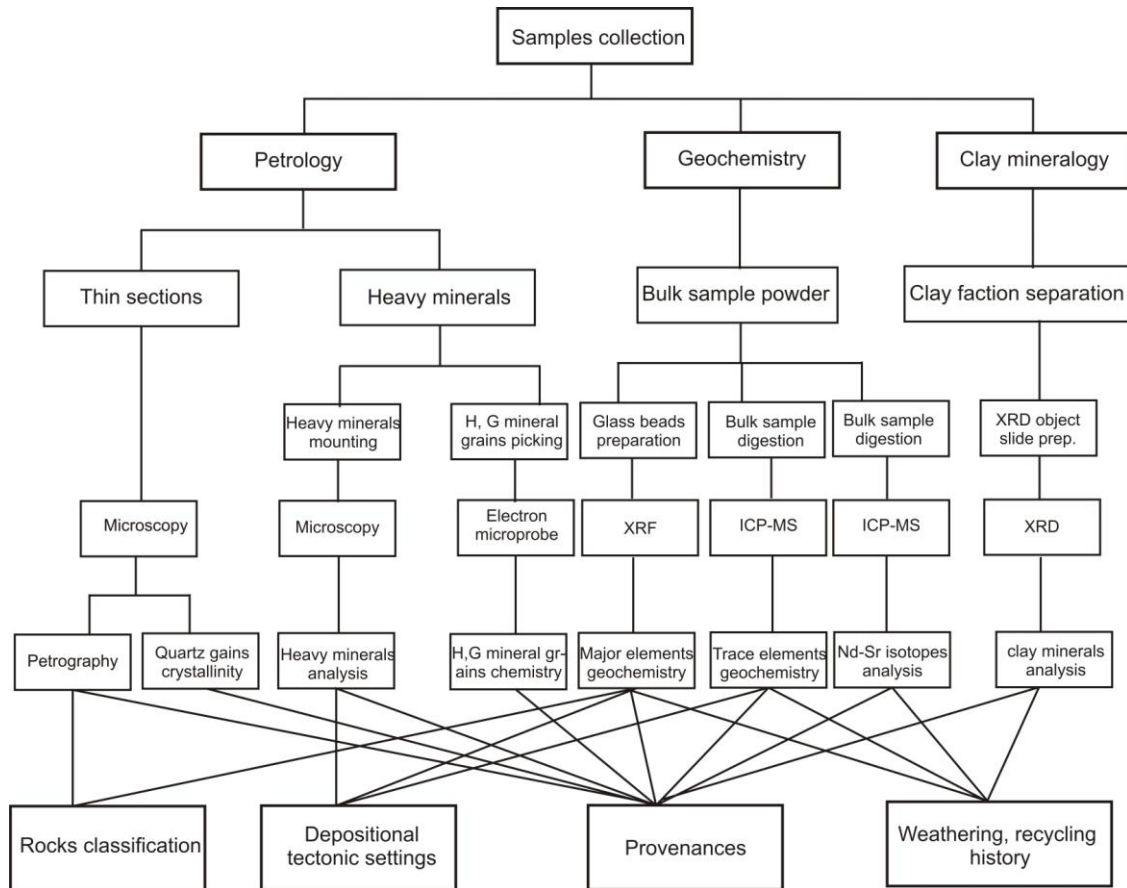 Samples collection
Petrology
Geochemistry
Clay mineralogy
Thin sections
Heavy minerals
Bulk sample powder
Clay faction separation
Heavy minerals
mounting
H, G mineral
grains picking
Glass beads
preparation
Bulk sample
digestion
Bulk sample
digestion
XRD object
slide prep.
Microscopy
Microscopy
Electron
microprobe
XRF
ICP-MS
ICP-MS
XRD
Petrography
Quartz gains
crystallinity
Heavy minerals
analysis
H,G mineral gr-
ains chemistry
Major elements
geochemistry
Trace elements
geochemistry
Nd-Sr isotopes
analysis
clay minerals
analysis
Rocks classification
Depositional
tectonic settings
Provenances
Weathering, recycling
history